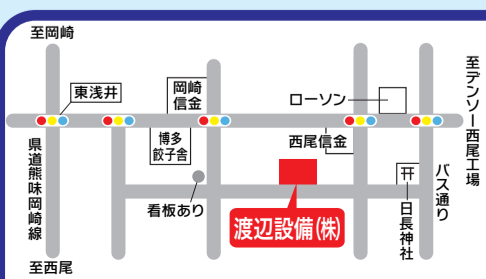 至岡崎
東浅井
岡崎
信金
ローソン
至デンソー西尾工場
博多
餃子舎
西尾信金
県道熊味岡崎線
看板あり
渡辺設備(株)
日長神社
バス通り
至西尾